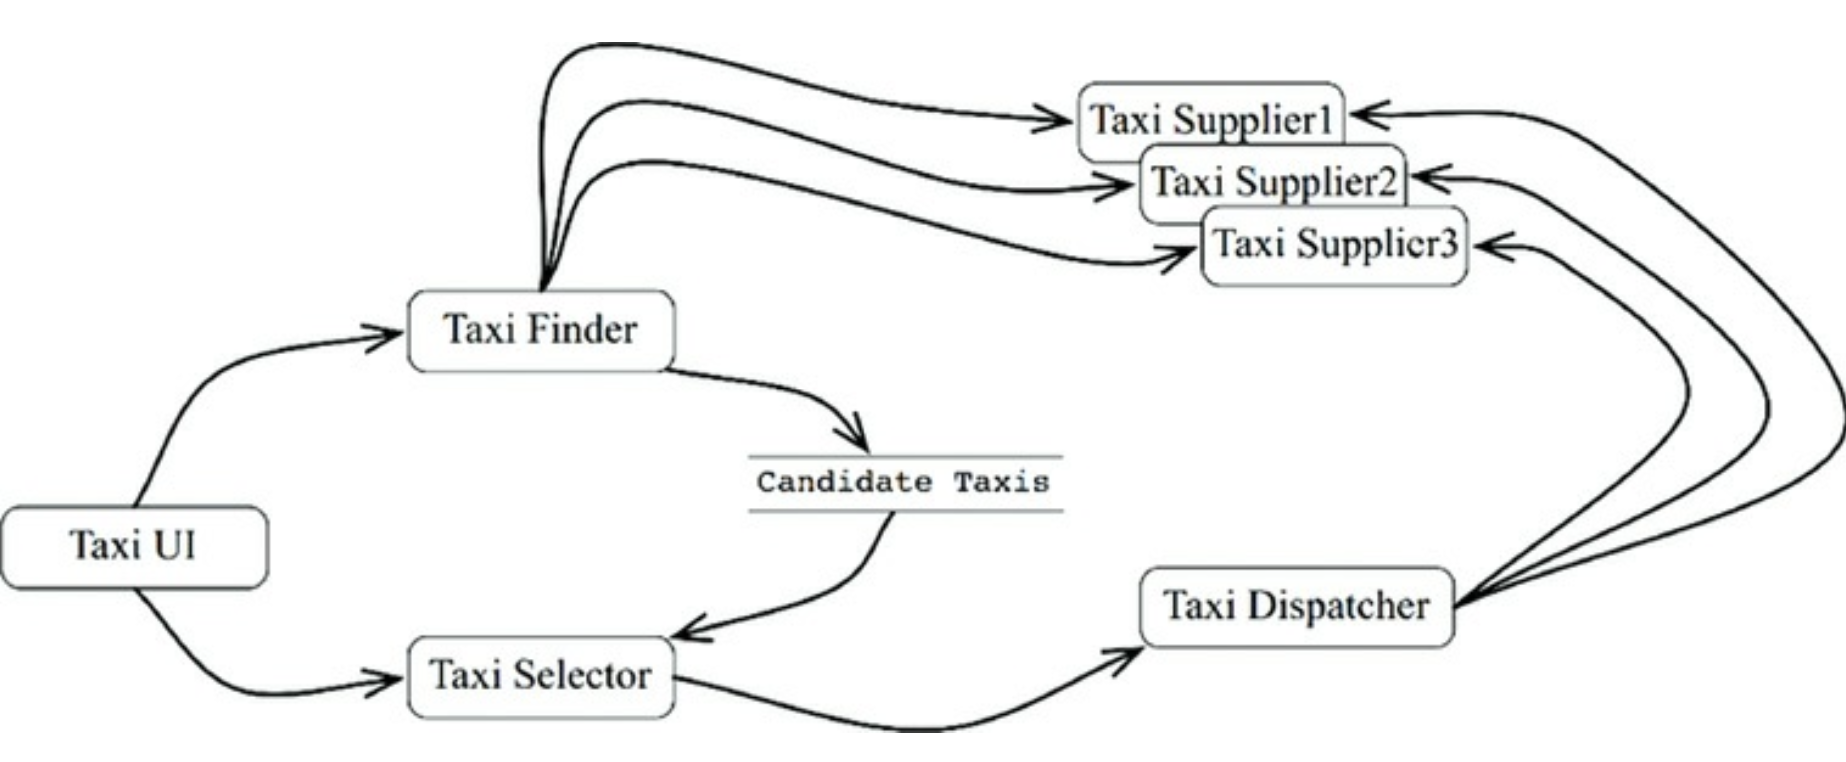 Taxi Supplier1
Taxi Supplier2
Taxi Supplier3
Taxi Finder
Candidate Taxis
Taxi UI
Taxi Dispatcher
Taxi Selector